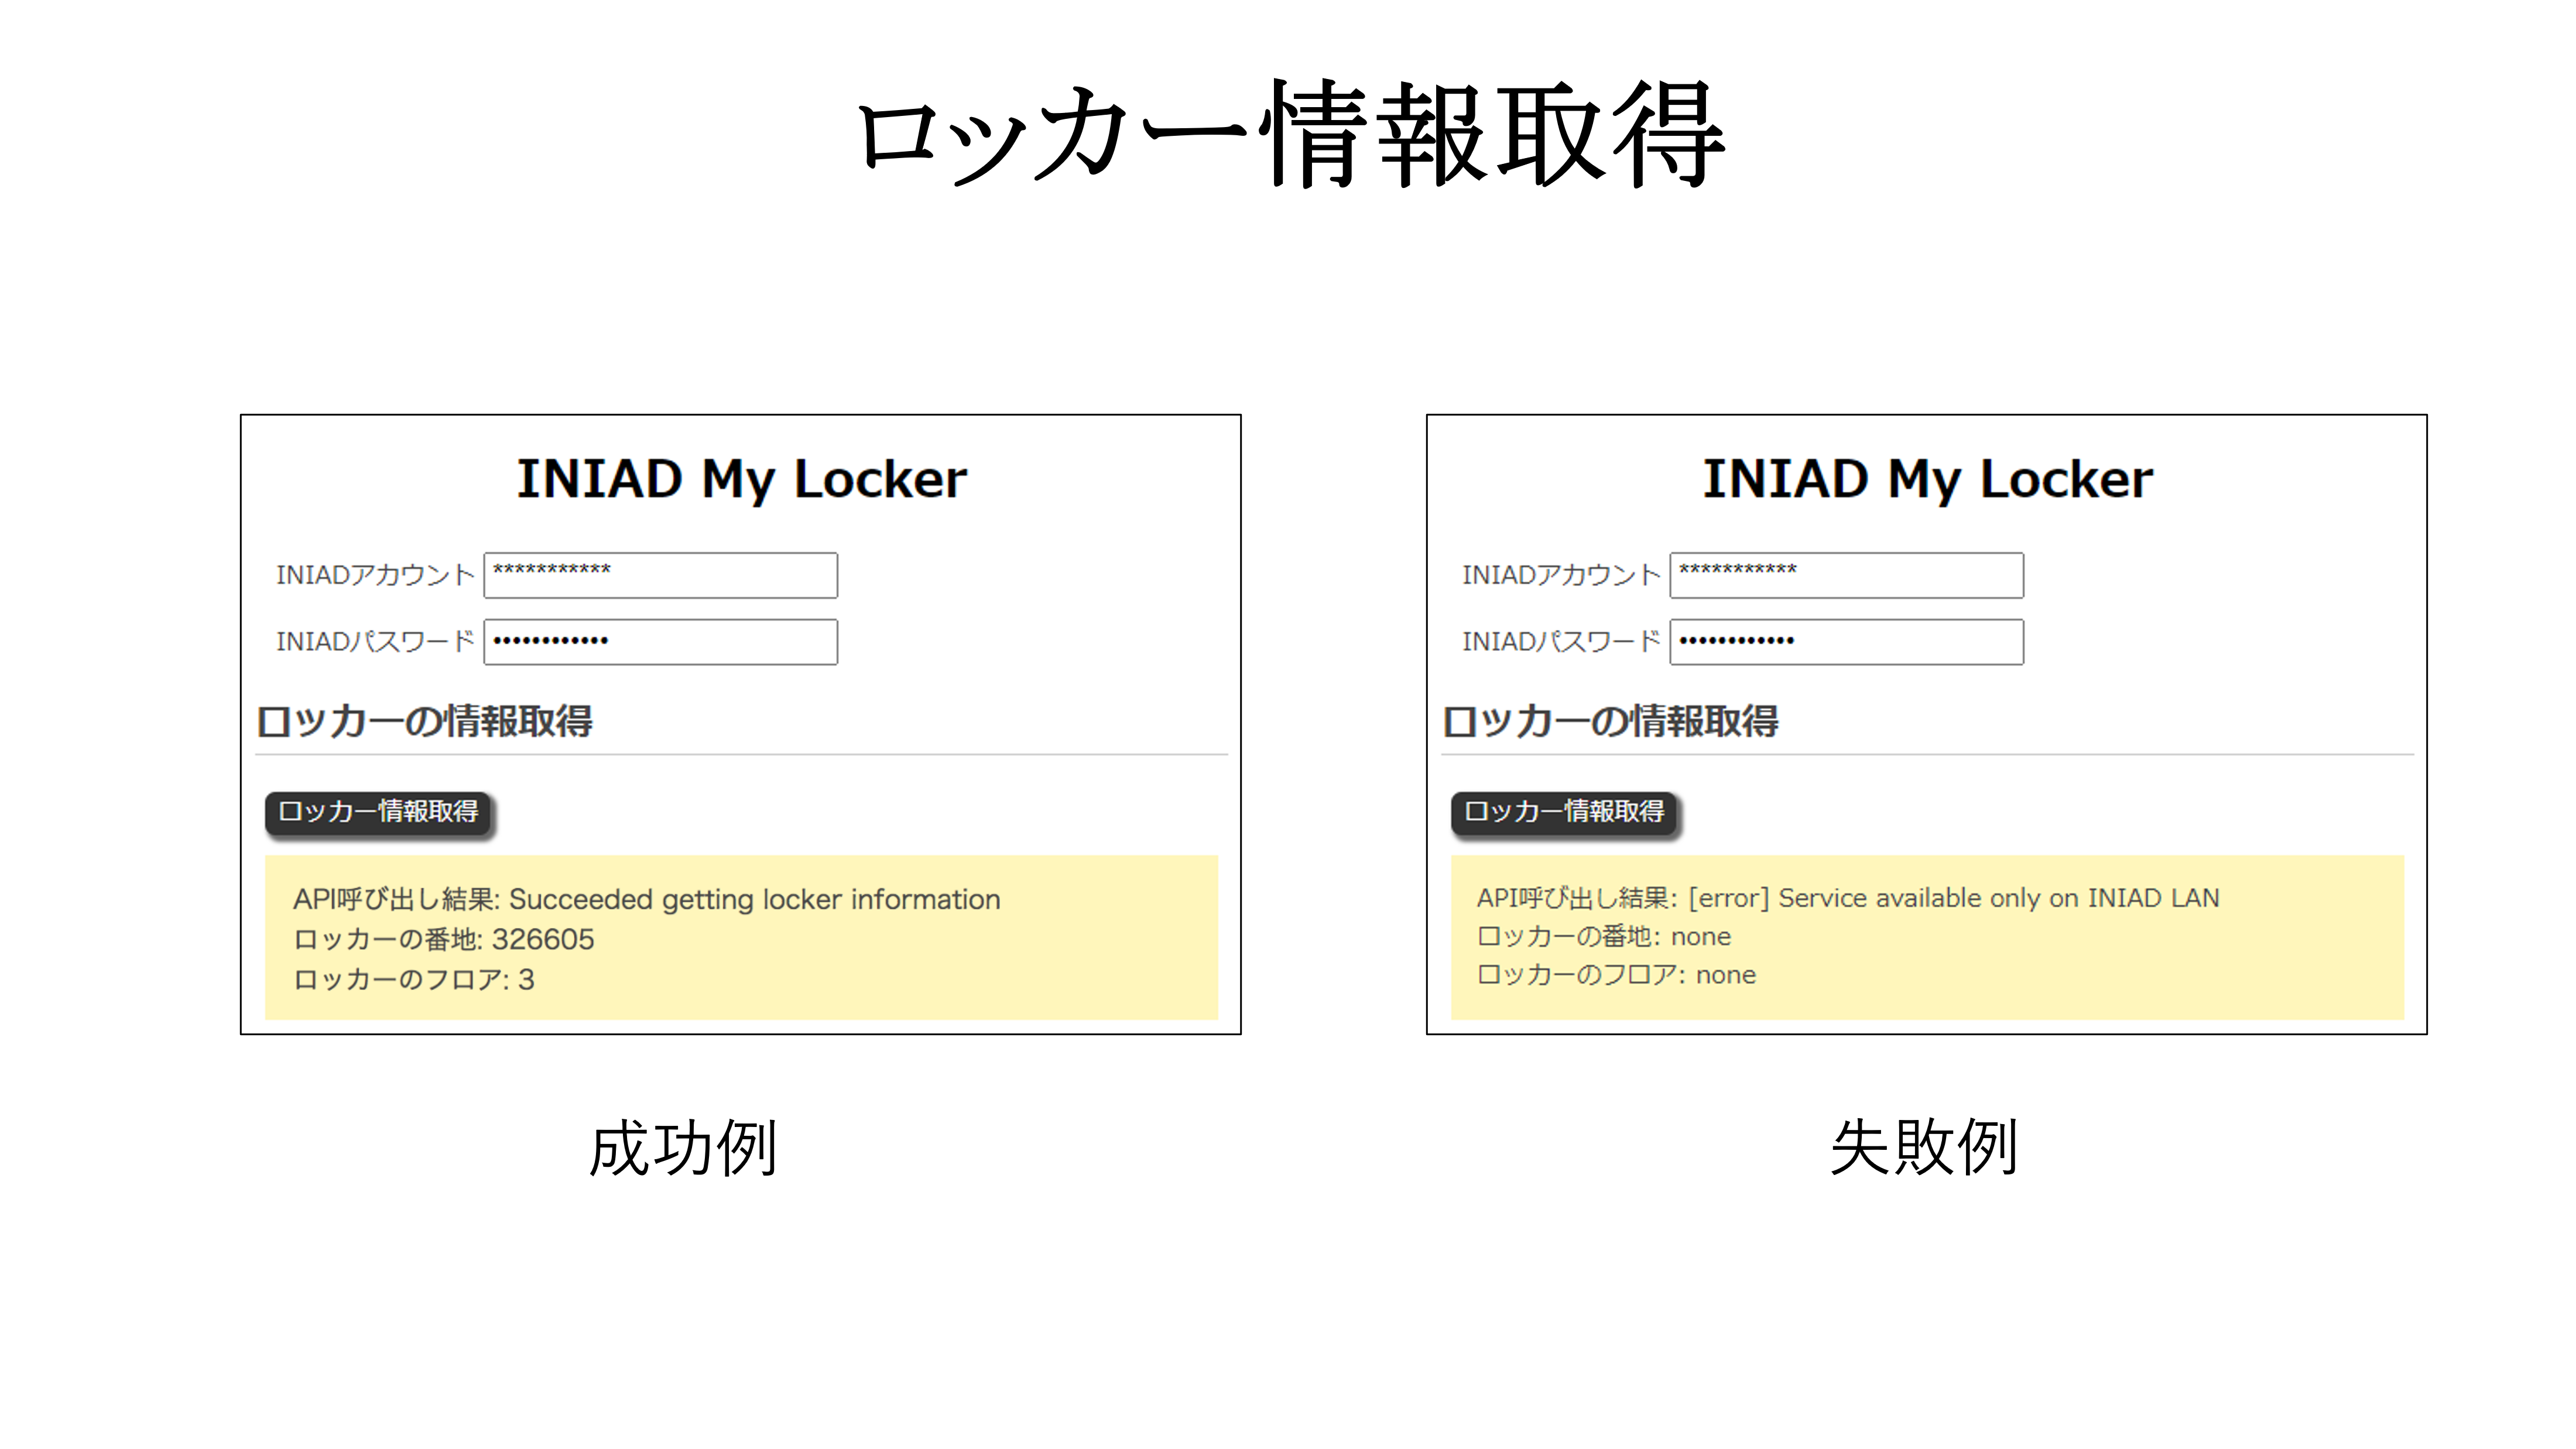 ロッカー情報取得
INIAD My Locker
INIADアカウント ***********
INIADパスワード ••••••••••••
ロッカーの情報取得
ロッカー情報取得
API呼び出し結果: Succeeded getting locker information
ロッカーの番地: 326605
ロッカーのフロア: 3
成功例
INIAD My Locker
INIADアカウント ***********
INIADパスワード ••••••••••••
ロッカーの情報取得
ロッカー情報取得
API呼び出し結果: [error] Service available only on INIAD LAN
ロッカーの番地: none
ロッカーのフロア: none
失敗例